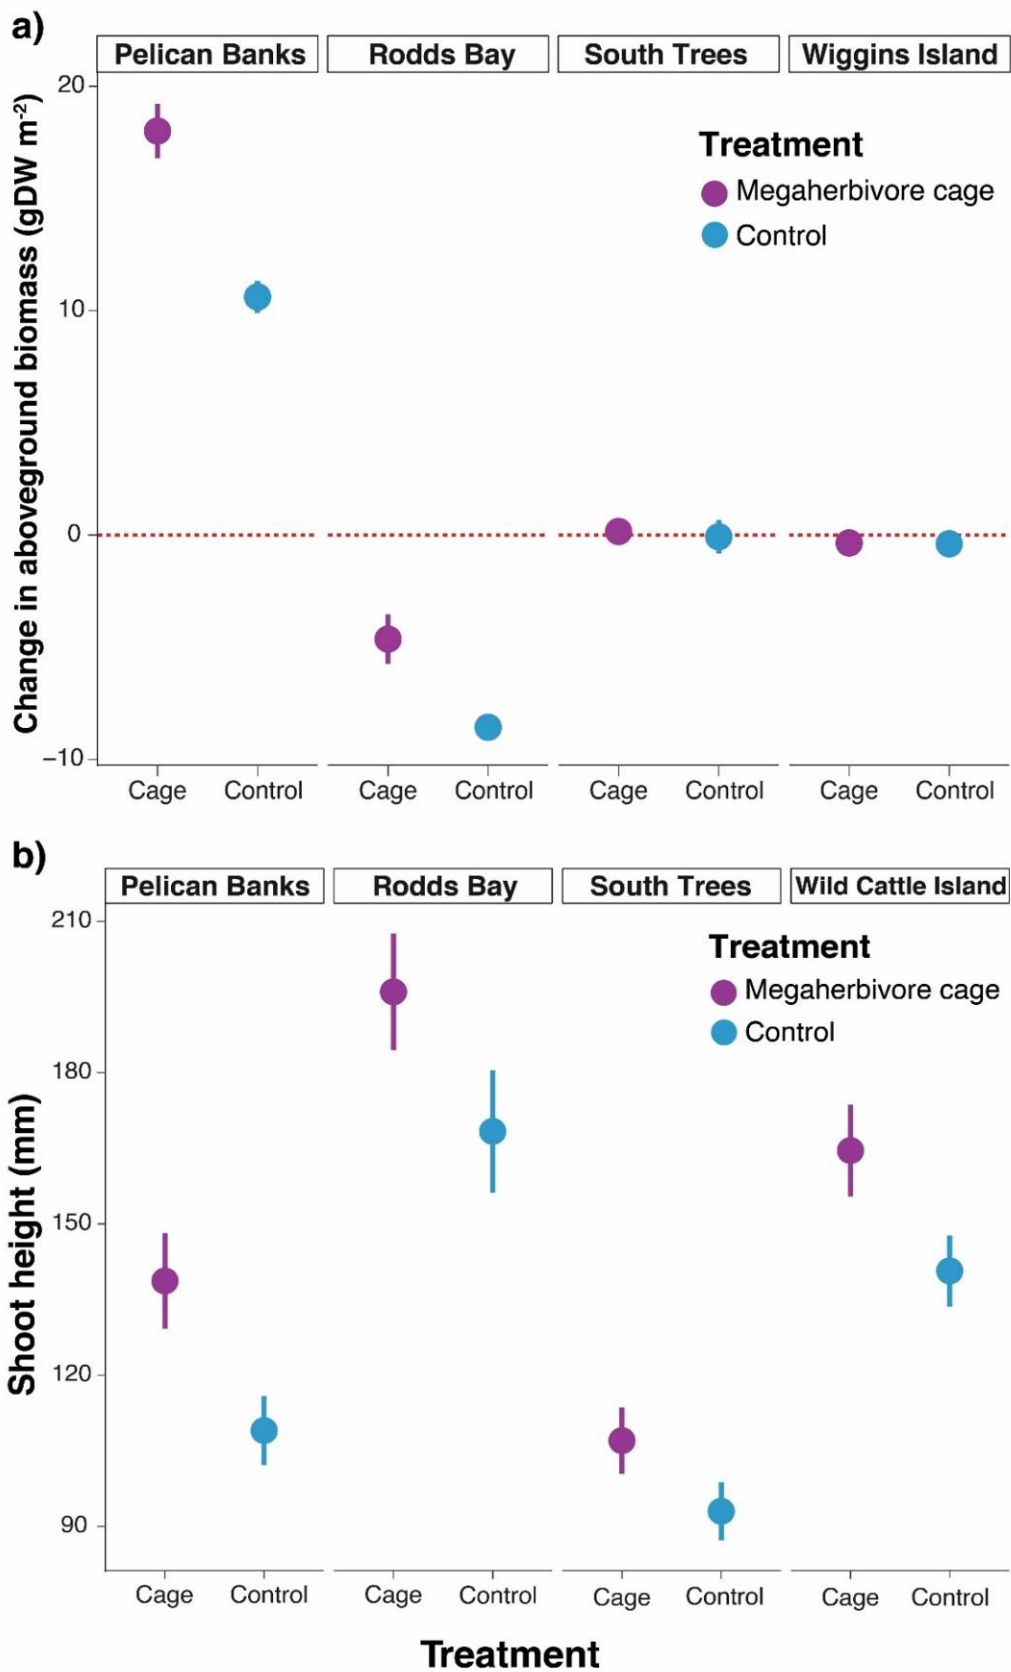 a)
Pelican Banks Rodds Bay South Trees Wiggins Island
Change in aboveground biomass (gDW m⁻²)
20
10
0
−10
Treatment
Megaherbivore cage
Control
Cage Control Cage Control Cage Control Cage Control
b)
Pelican Banks Rodds Bay South Trees Wild Cattle Island
Shoot height (mm)
210
180
150
120
90
Treatment
Megaherbivore cage
Control
Cage Control Cage Control Cage Control Cage Control
Treatment